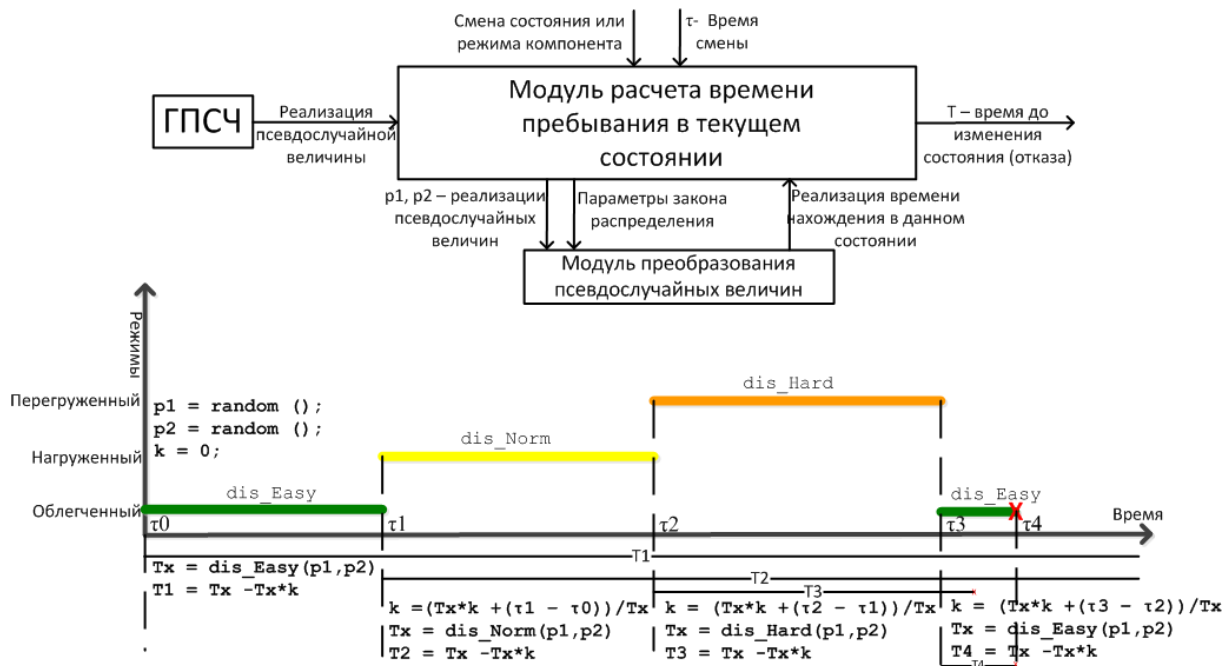 Смена состояния или
режима компонента
τ- Время
смены
ГПСЧ
Реализация
псевдослучайной
величины
Модуль расчета времени
пребывания в текущем
состоянии
T – время до
изменения
состояния (отказа)
p1, p2 – реализации
псевдослучайных
величин
Параметры закона
распределения
Реализация времени
нахождения в данном
состоянии
Модуль преобразования
псевдослучайных величин
Режимы
Перегруженный
Нагруженный
Облегченный
p1 = random ();
p2 = random ();
k = 0;
dis_Easy
dis_Norm
dis_Hard
dis_Easy
X
τ0
τ1
τ2
τ3
τ4
Время
T1
T2
T3
Tx = dis_Easy(p1,p2)
T1 = Tx -Tx*k
k =(Tx*k +(τ1 - τ0))/Tx
Tx = dis_Norm(p1,p2)
T2 = Tx -Tx*k
k = (Tx*k +(τ2 - τ1))/Tx
Tx = dis_Hard(p1,p2)
T3 = Tx -Tx*k
k = (Tx*k +(τ3 - τ2))/Tx
Tx = dis_Easy(p1,p2)
T4 = Tx -Tx*k
T4